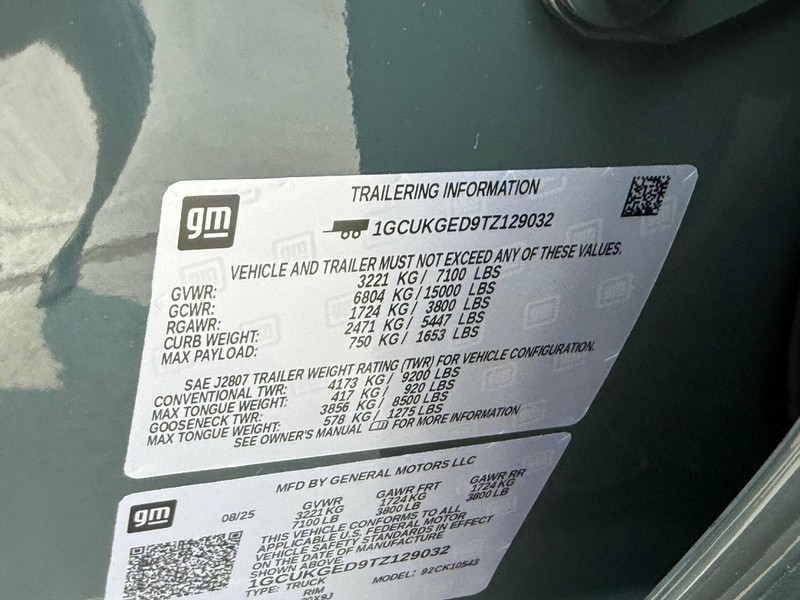 TRAILERING INFORMATION
gm
1GCUKGED9TZ129032
VEHICLE AND TRAILER MUST NOT EXCEED ANY OF THESE VALUES.
GVWR: 3221 KG / 7100 LBS
GCWR: 6804 KG / 15000 LBS
RGAWR: 1724 KG / 3800 LBS
CURB WEIGHT: 2471 KG / 5447 LBS
MAX PAYLOAD: 750 KG / 1653 LBS
SAE J2807 TRAILER WEIGHT RATING (TWR) FOR VEHICLE CONFIGURATION.
CONVENTIONAL TWR: 4173 KG / 9200 LBS
MAX TONGUE WEIGHT: 417 KG / 920 LBS
GOOSENECK TWR: 3856 KG / 8500 LBS
MAX TONGUE WEIGHT: 578 KG / 1275 LBS
SEE OWNER'S MANUAL FOR MORE INFORMATION
MFD BY GENERAL MOTORS LLC
gm
08/25
GVWR GAWR FRT GAWR RR
3221 KG 1724 KG 1724 KG
7100 LB 3800 LB 3800 LB
THIS VEHICLE CONFORMS TO ALL
APPLICABLE U.S. FEDERAL MOTOR
VEHICLE SAFETY STANDARDS IN EFFECT
ON THE DATE OF MANUFACTURE
SHOWN ABOVE.
1GCUKGED9TZ129032
TYPE: TRUCK MODEL: 92CK10543
RIM